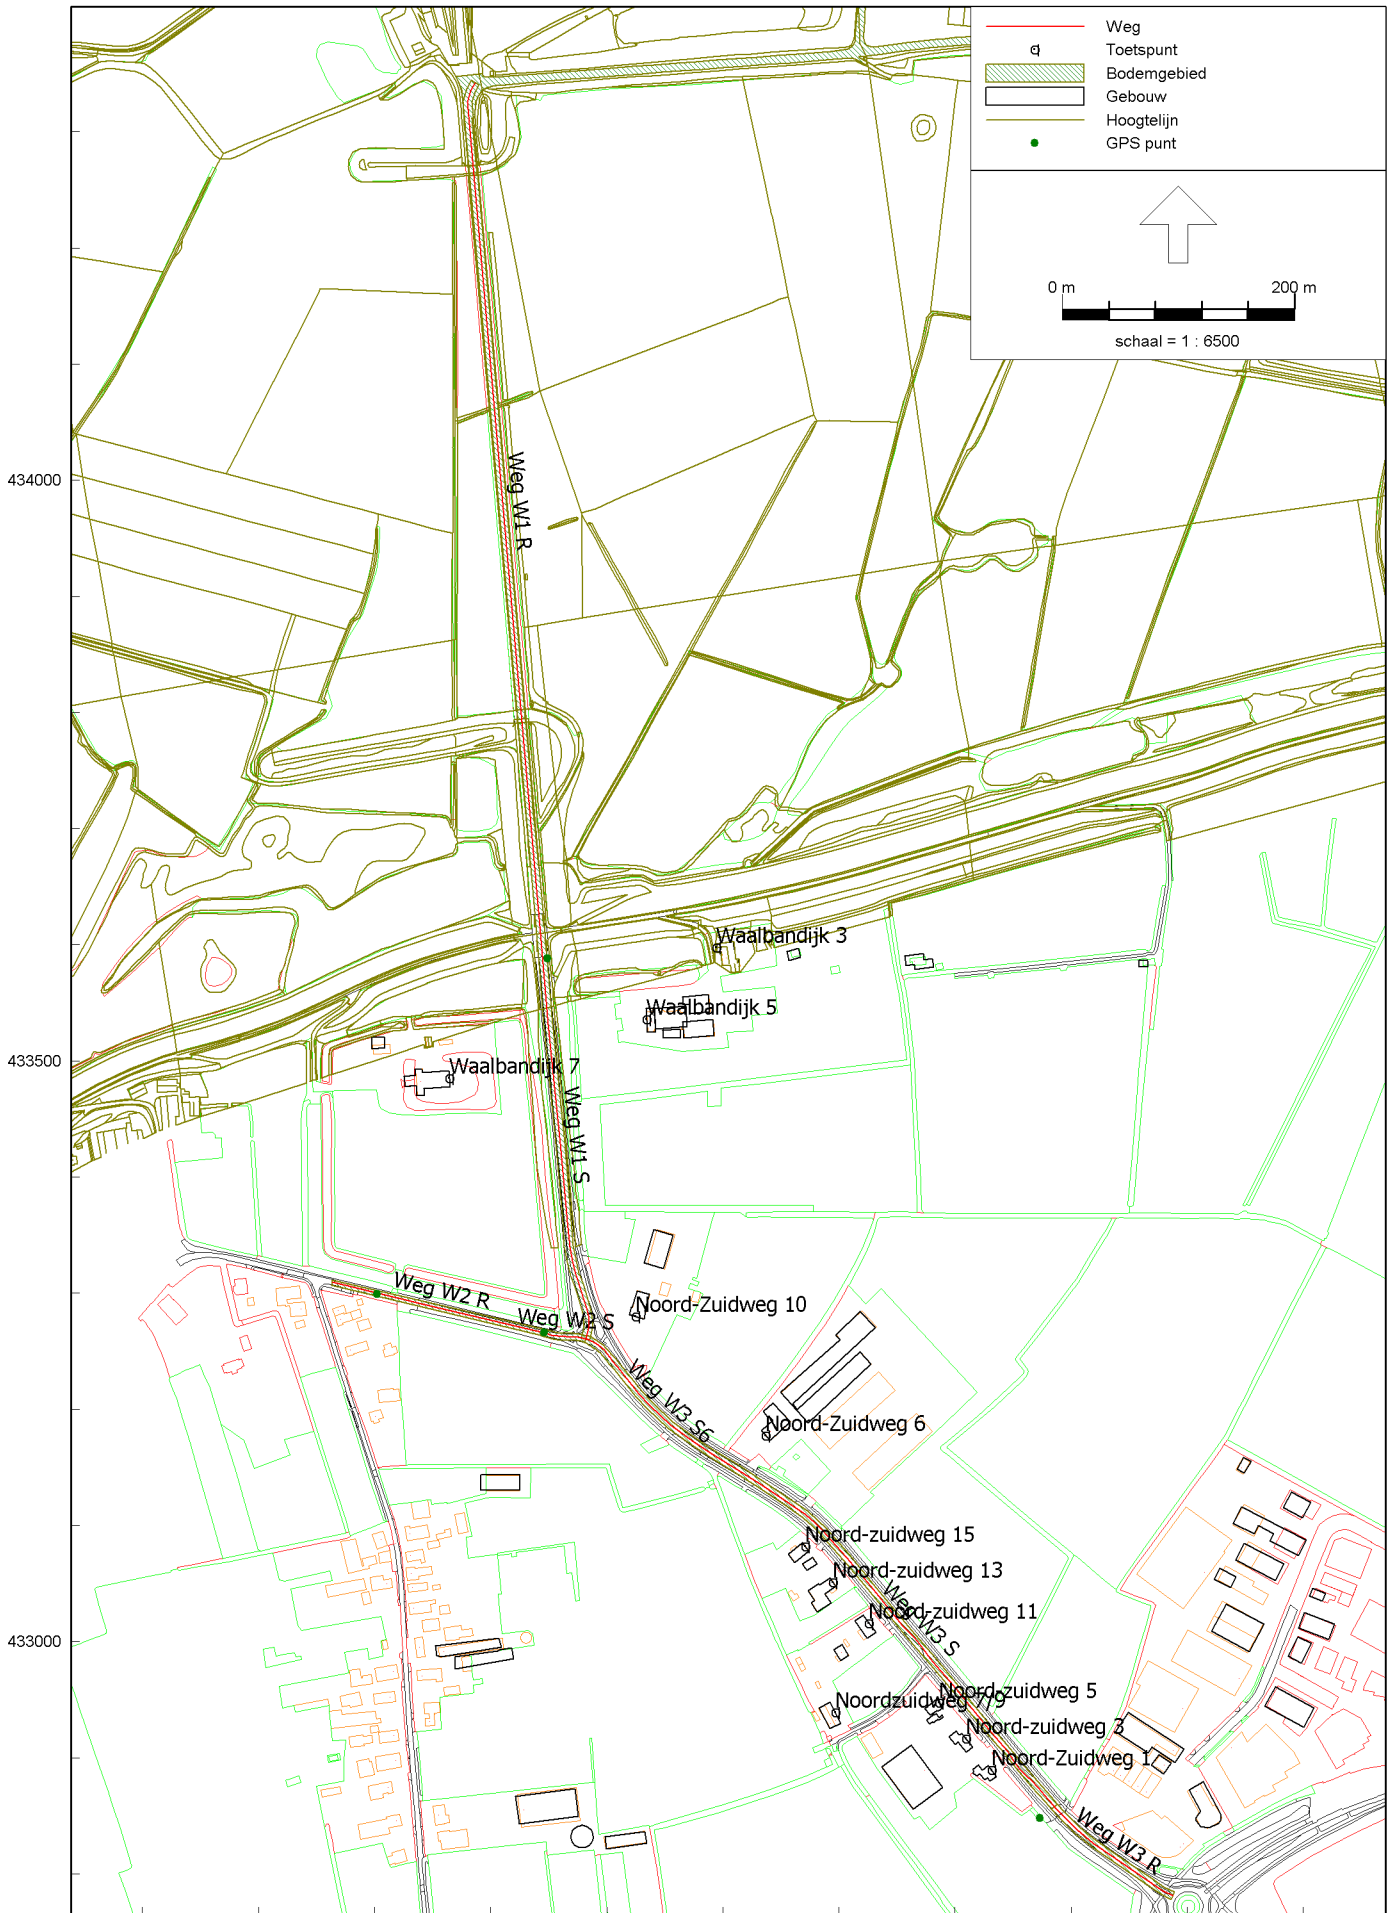 Weg
Toetspunt
Bodemgebied
Gebouw
Hoogtelijn
GPS punt
0 m
200 m
schaal = 1 : 6500
434000
Weg W1 R
Waalbandijk 3
Waalbandijk 5
433500
Waalbandijk 7
Weg W1 S
Weg W2 R
Noord-Zuidweg 10
Weg W2 S
Weg W3 S6
Noord-Zuidweg 6
Noord-zuidweg 15
Noord-zuidweg 13
Noord-zuidweg 11
Weg W3 S
433000
Noord-zuidweg 5
Noordzuidweg 7/9
Noord-zuidweg 3
Noord-Zuidweg 1
Weg W3 R